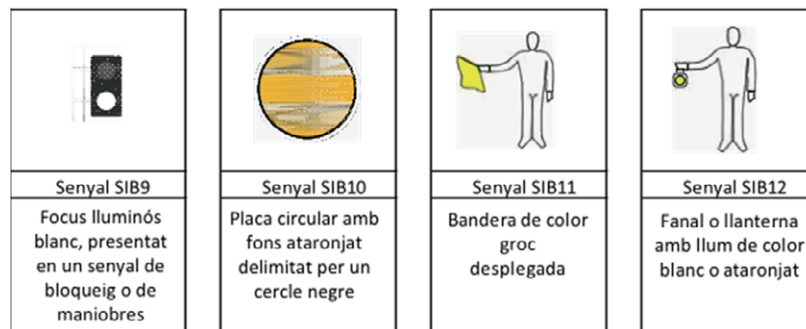 Senyal SIB9
Focus lluminós
blanc, presentat
en un senyal de
bloqueig o de
maniobres
Senyal SIB10
Placa circular amb
fons ataronjat
delimitat per un
cercle negre
Senyal SIB11
Bandera de color
groc
desplegada
Senyal SIB12
Fanal o llanterna
amb llum de color
blanc o ataronjat